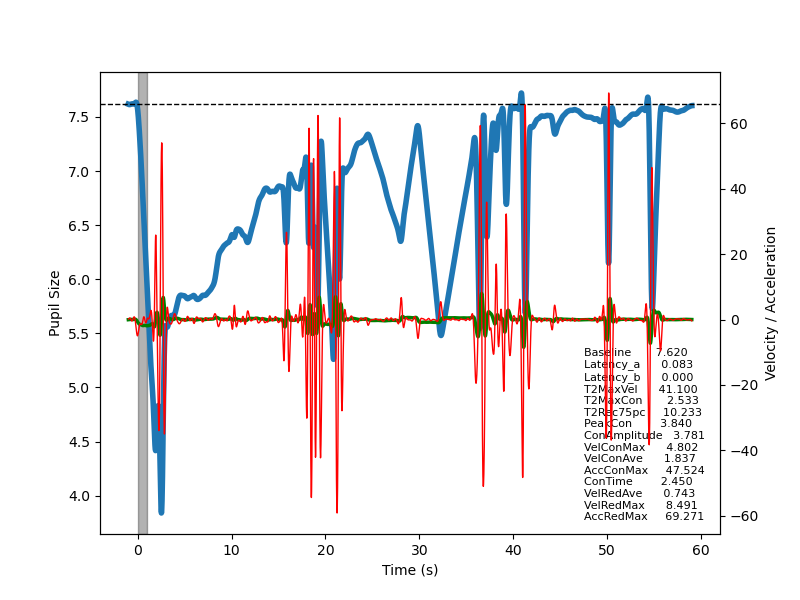 7.5
7.0
6.5
6.0
5.5
5.0
4.5
4.0
Pupil Size
0
10
20
30
40
50
60
Time (s)
60
40
20
0
−20
−40
−60
Velocity / Acceleration
Baseline 7.620
Latency_a 0.083
Latency_b 0.000
T2MaxVel 41.100
T2MaxCon 2.533
T2Rec75pc 10.233
PeakCon 3.840
ConAmplitude 3.781
VelConMax 4.802
VelConAve 1.837
AccConMax 47.524
ConTime 2.450
VelRedAve 0.743
VelRedMax 8.491
AccRedMax 69.271